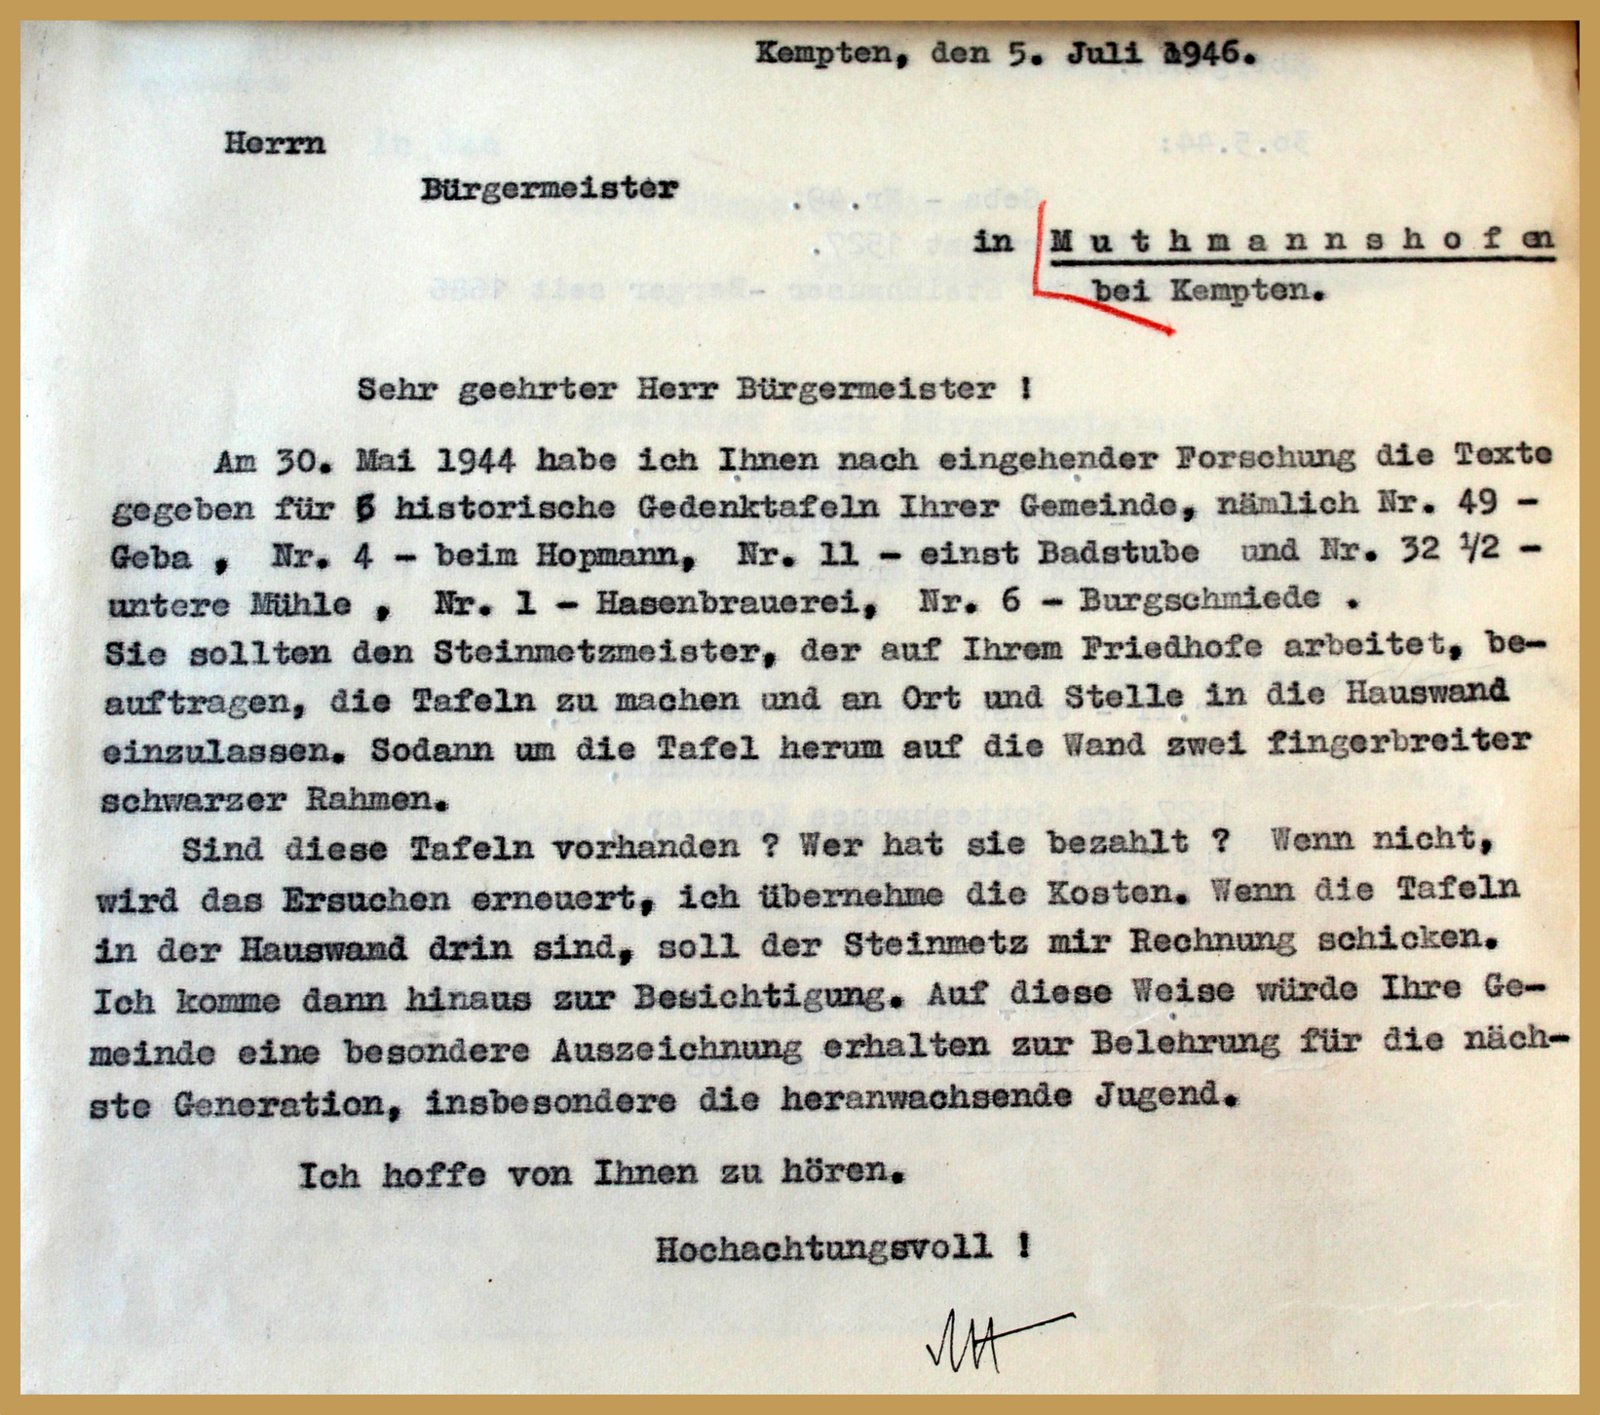 Kempten, den 5. Juli 1946.
Herrn
Bürgermeister
in Muthmannshofen
bei Kempten.
Sehr geehrter Herr Bürgermeister !
Am 30. Mai 1944 habe ich Ihnen nach eingehender Forschung die Texte
gegeben für 6 historische Gedenktafeln Ihrer Gemeinde, nämlich Nr. 49 -
Geba , Nr. 4 - beim Hopmann, Nr. 11 - einst Badstube und Nr. 32 1/2 -
untere Mühle , Nr. 1 - Hasenbrauerei, Nr. 6 - Burgschmiede .
Sie sollten den Steinmetzmeister, der auf Ihrem Friedhofe arbeitet, be-
auftragen, die Tafeln zu machen und an Ort und Stelle in die Hauswand
einzulassen. Sodann um die Tafel herum auf die Wand zwei fingerbreiter
schwarzer Rahmen.
Sind diese Tafeln vorhanden ? Wer hat sie bezahlt ? Wenn nicht,
wird das Ersuchen erneuert, ich übernehme die Kosten. Wenn die Tafeln
in der Hauswand drin sind, soll der Steinmetz mir Rechnung schicken.
Ich komme dann hinaus zur Besichtigung. Auf diese Weise würde Ihre Ge-
meinde eine besondere Auszeichnung erhalten zur Belehrung für die näch-
ste Generation, insbesondere die heranwachsende Jugend.
Ich hoffe von Ihnen zu hören.
Hochachtungsvoll !